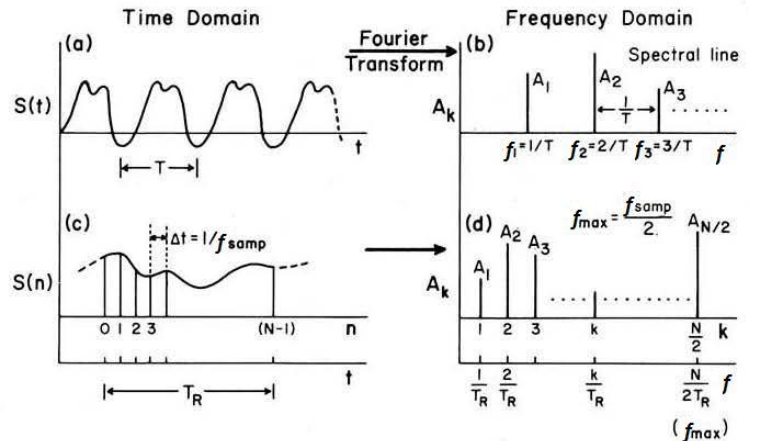 Time Domain
Frequency Domain
(a)
S(t)
t
T
Fourier
Transform
(b)
Spectral line
A1
A2
A3
Ak
1/T
......
f1=1/T f2=2/T f3=3/T f
(c)
Δt = 1/fsamp
S(n)
0 1 2 3 (N-1) n
t
TR
(d)
fmax = fsamp/2.
A1
A2
A3
AN/2
Ak
1 2 3 k N/2 k
1/TR 2/TR k/TR N/2TR f
(fmax)